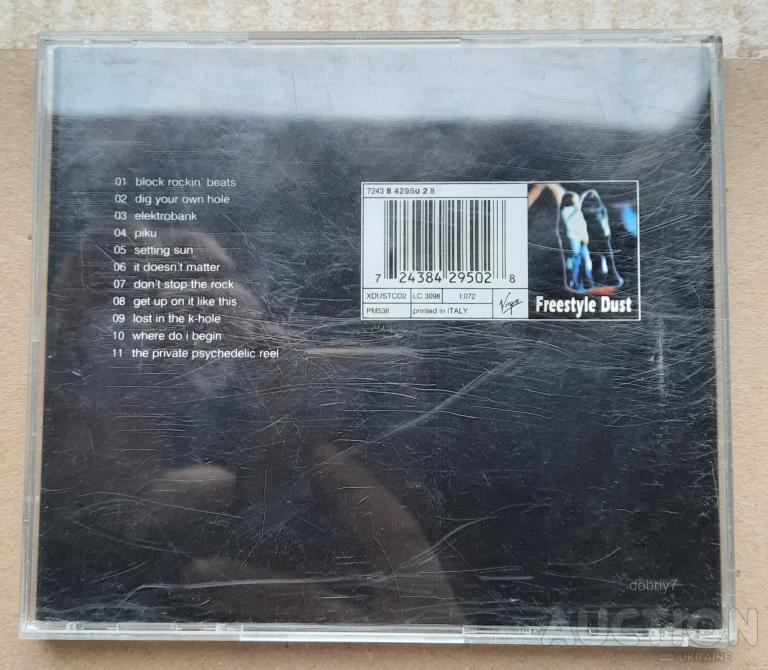 01 block rockin' beats
02 dig your own hole
03 elektrobank
04 piku
05 setting sun
06 it doesn't matter
07 don't stop the rock
08 get up on it like this
09 lost in the k-hole
10 where do i begin
11 the private psychedelic reel
7243 8 42950 2 8
7 24384 29502 8
XDUSTCD2 LC 3098 I:072
PM538 printed in ITALY
Virgin
Freestyle Dust
dobriy7
AUCTION
UKRAINE